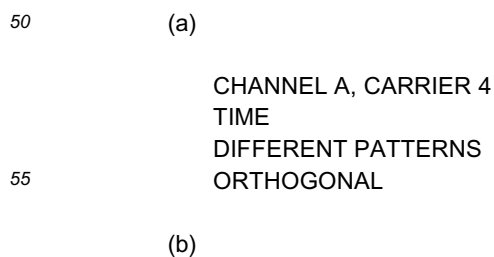 50 (a)
CHANNEL A, CARRIER 4
TIME
DIFFERENT PATTERNS
55 ORTHOGONAL
(b)